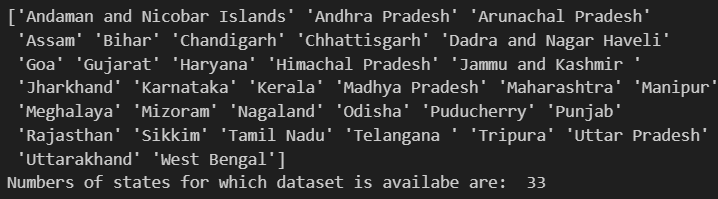 ['Andaman and Nicobar Islands' 'Andhra Pradesh' 'Arunachal Pradesh'
'Assam' 'Bihar' 'Chandigarh' 'Chhattisgarh' 'Dadra and Nagar Haveli'
'Goa' 'Gujarat' 'Haryana' 'Himachal Pradesh' 'Jammu and Kashmir '
'Jharkhand' 'Karnataka' 'Kerala' 'Madhya Pradesh' 'Maharashtra' 'Manipur'
'Meghalaya' 'Mizoram' 'Nagaland' 'Odisha' 'Puducherry' 'Punjab'
'Rajasthan' 'Sikkim' 'Tamil Nadu' 'Telangana ' 'Tripura' 'Uttar Pradesh'
'Uttarakhand' 'West Bengal']
Numbers of states for which dataset is availabe are:  33